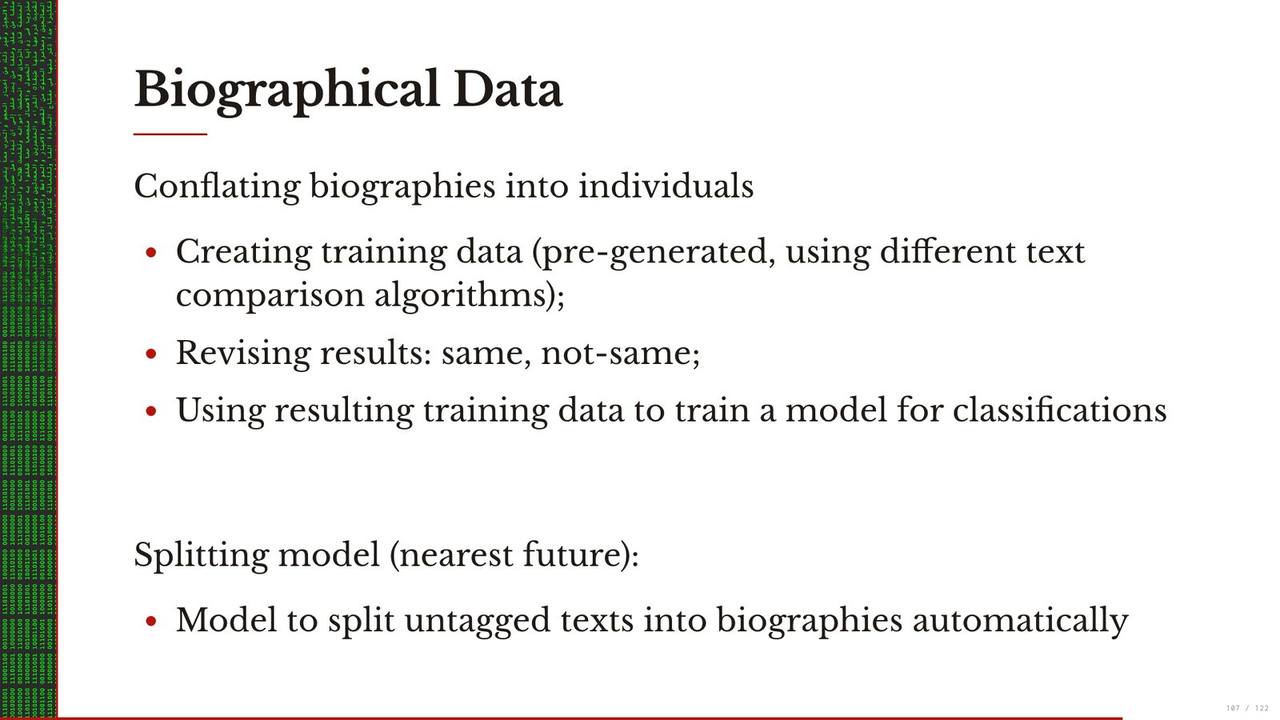 Biographical Data
Conflating biographies into individuals
• Creating training data (pre-generated, using different text
comparison algorithms);
• Revising results: same, not-same;
• Using resulting training data to train a model for classifications
Splitting model (nearest future):
• Model to split untagged texts into biographies automatically
107 / 122